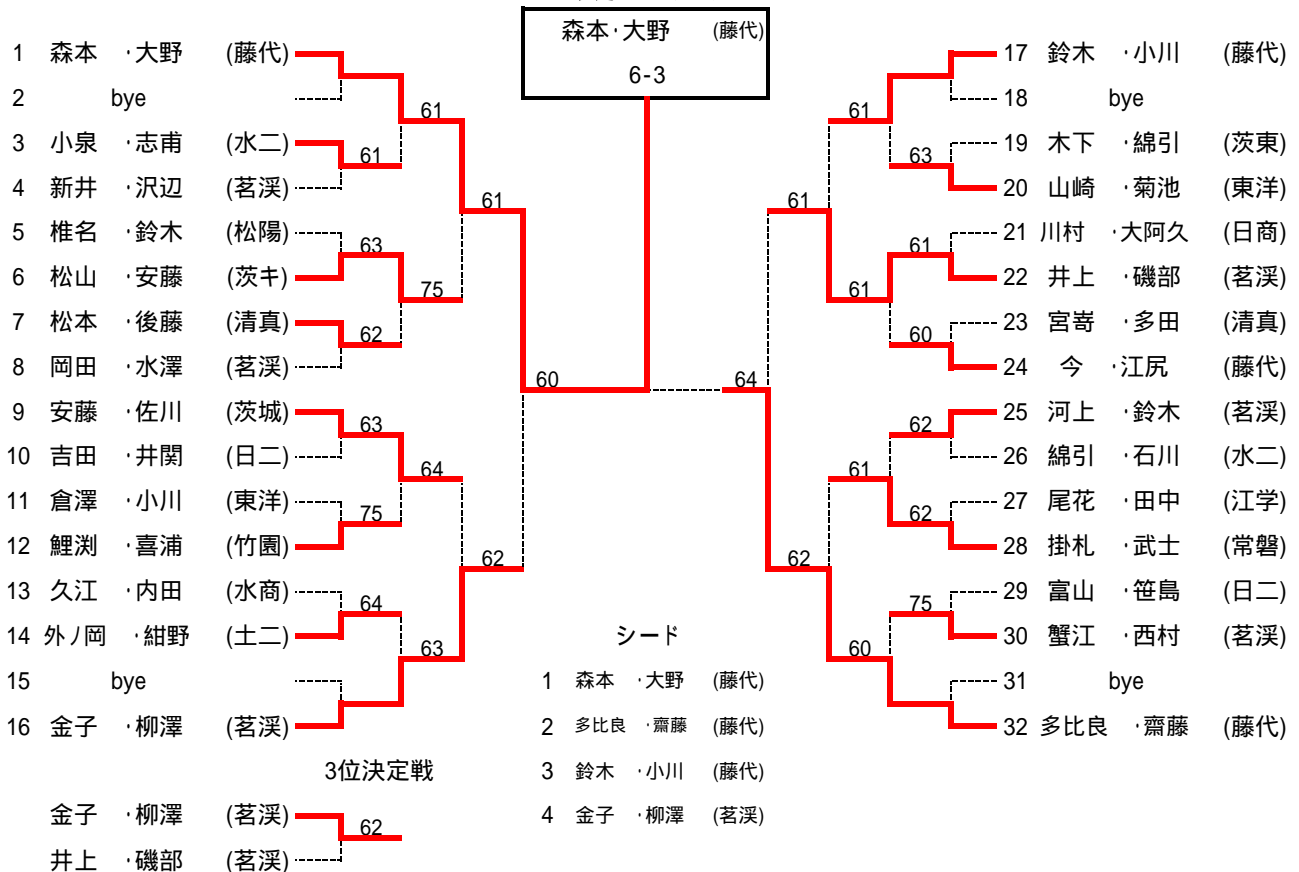 森本・大野 (藤代)
6-3
1 森本 ・大野 (藤代)
2 bye
61
3 小泉 ・志甫 (水二)
61
4 新井 ・沢辺 (茗渓)
61
5 椎名 ・鈴木 (松陽)
63
6 松山 ・安藤 (茨キ)
75
7 松本 ・後藤 (清真)
62
8 岡田 ・水澤 (茗渓)
60
9 安藤 ・佐川 (茨城)
63
10 吉田 ・井関 (日二)
64
11 倉澤 ・小川 (東洋)
75
12 鯉渕 ・喜浦 (竹園)
62
13 久江 ・内田 (水商)
64
14 外ノ岡 ・紺野 (土二)
63
15 bye
16 金子 ・柳澤 (茗渓)
17 鈴木 ・小川 (藤代)
18 bye
61
19 木下 ・綿引 (茨東)
63
20 山崎 ・菊池 (東洋)
61
21 川村 ・大阿久 (日商)
61
22 井上 ・磯部 (茗渓)
61
23 宮嵜 ・多田 (清真)
60
24 今 ・江尻 (藤代)
64
25 河上 ・鈴木 (茗渓)
62
26 綿引 ・石川 (水二)
61
27 尾花 ・田中 (江学)
62
28 掛札 ・武士 (常磐)
62
29 富山 ・笹島 (日二)
75
30 蟹江 ・西村 (茗渓)
60
31 bye
32 多比良 ・齋藤 (藤代)
シード
1 森本 ・大野 (藤代)
2 多比良 ・齋藤 (藤代)
3 鈴木 ・小川 (藤代)
4 金子 ・柳澤 (茗渓)
3位決定戦
金子 ・柳澤 (茗渓)
62
井上 ・磯部 (茗渓)